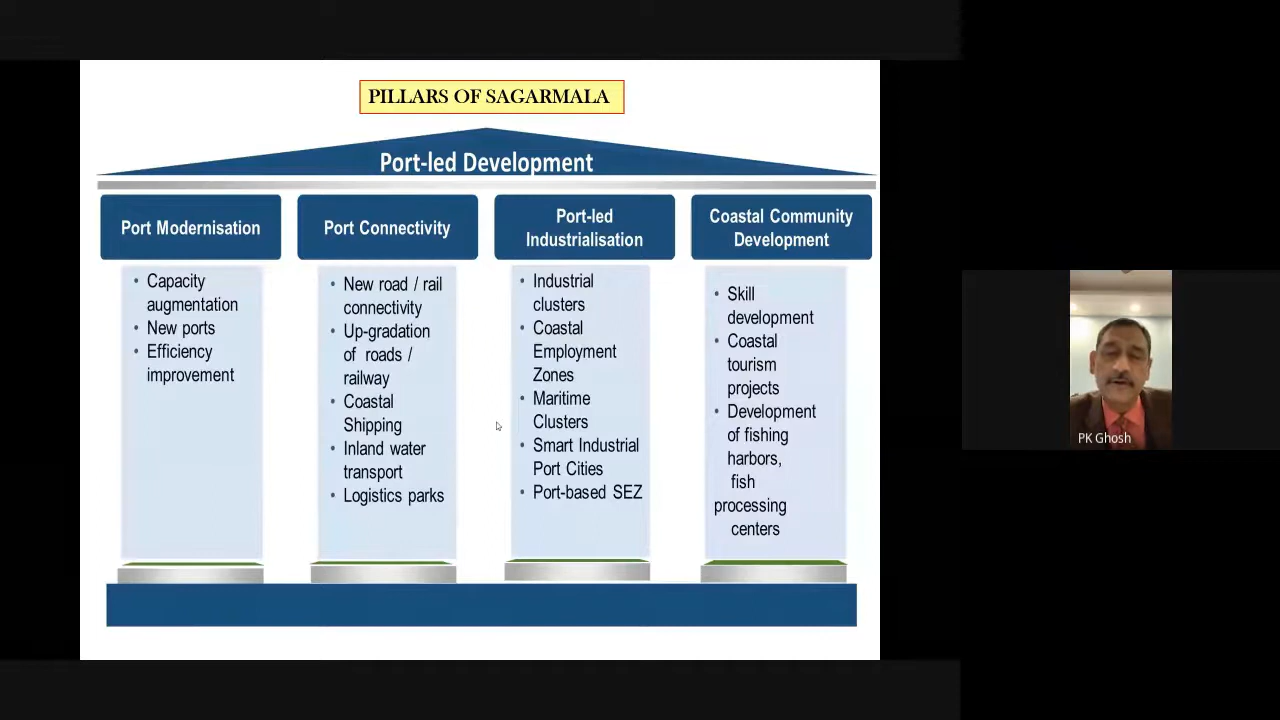 PILLARS OF SAGARMALA
Port-led Development
Port Modernisation
• Capacity
augmentation
• New ports
• Efficiency
improvement
Port Connectivity
• New road / rail
connectivity
• Up-gradation
of roads /
railway
• Coastal
Shipping
• Inland water
transport
• Logistics parks
Port-led
Industrialisation
• Industrial
clusters
• Coastal
Employment
Zones
• Maritime
Clusters
• Smart Industrial
Port Cities
• Port-based SEZ
Coastal Community
Development
• Skill
development
• Coastal
tourism
projects
• Development
of fishing
harbors,
fish
processing
centers
PK Ghosh